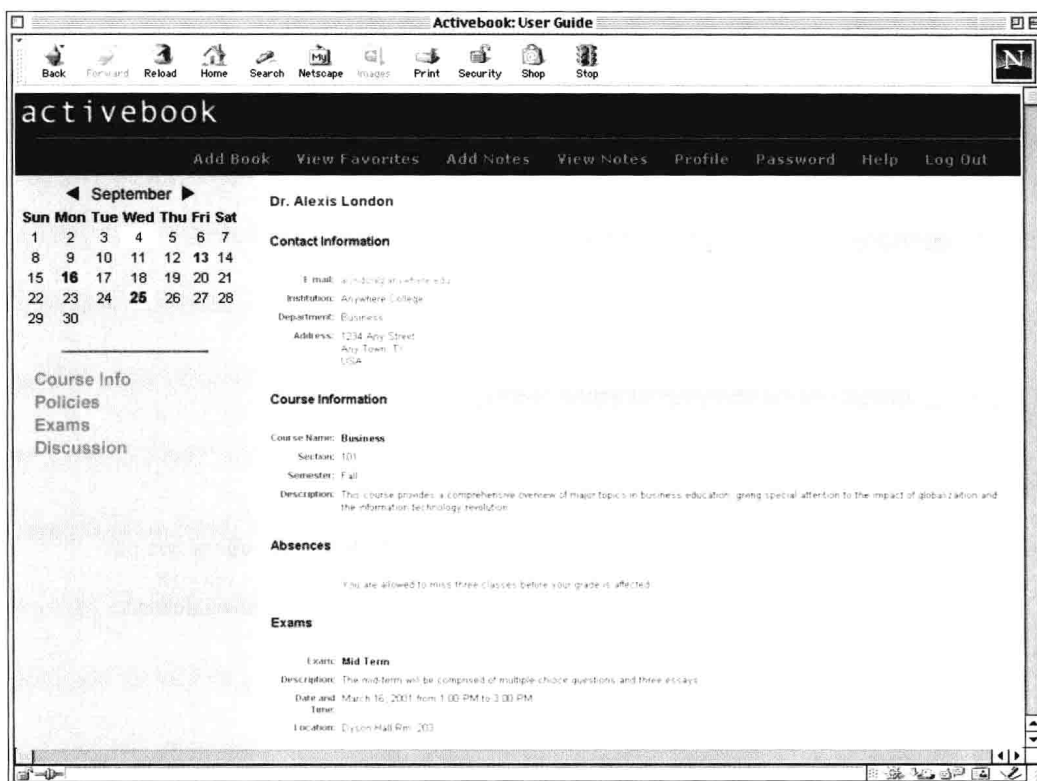 Activebook: User Guide
Back Forward Reload Home Search Netscape Images Print Security Shop Stop
N
activebook
Add Book View Favorites Add Notes View Notes Profile Password Help Log Out
September
Sun Mon Tue Wed Thu Fri Sat
1 2 3 4 5 6 7
8 9 10 11 12 13 14
15 16 17 18 19 20 21
22 23 24 25 26 27 28
29 30
Course Info
Policies
Exams
Discussion
Dr. Alexis London
Contact Information
Email:
Institution: Anywhere College
Department: Business
Address: 1234 Any Street
Any Town, T1
USA
Course Information
Course Name: Business
Section: 101
Semester: Fall
Description: This course provides a comprehensive overview of major topics in business education, giving special attention to the impact of globalizaition and
the information technology revolution
Absences
You are allowed to miss three classes before your grade is affected
Exams
Exam: Mid Term
Description: The mid-term will be comprised of multiple choice questions and three essays
Date and Time: March 16, 2001 from 1:00 PM to 3:00 PM
Location: Dyson Hall Rm. 203